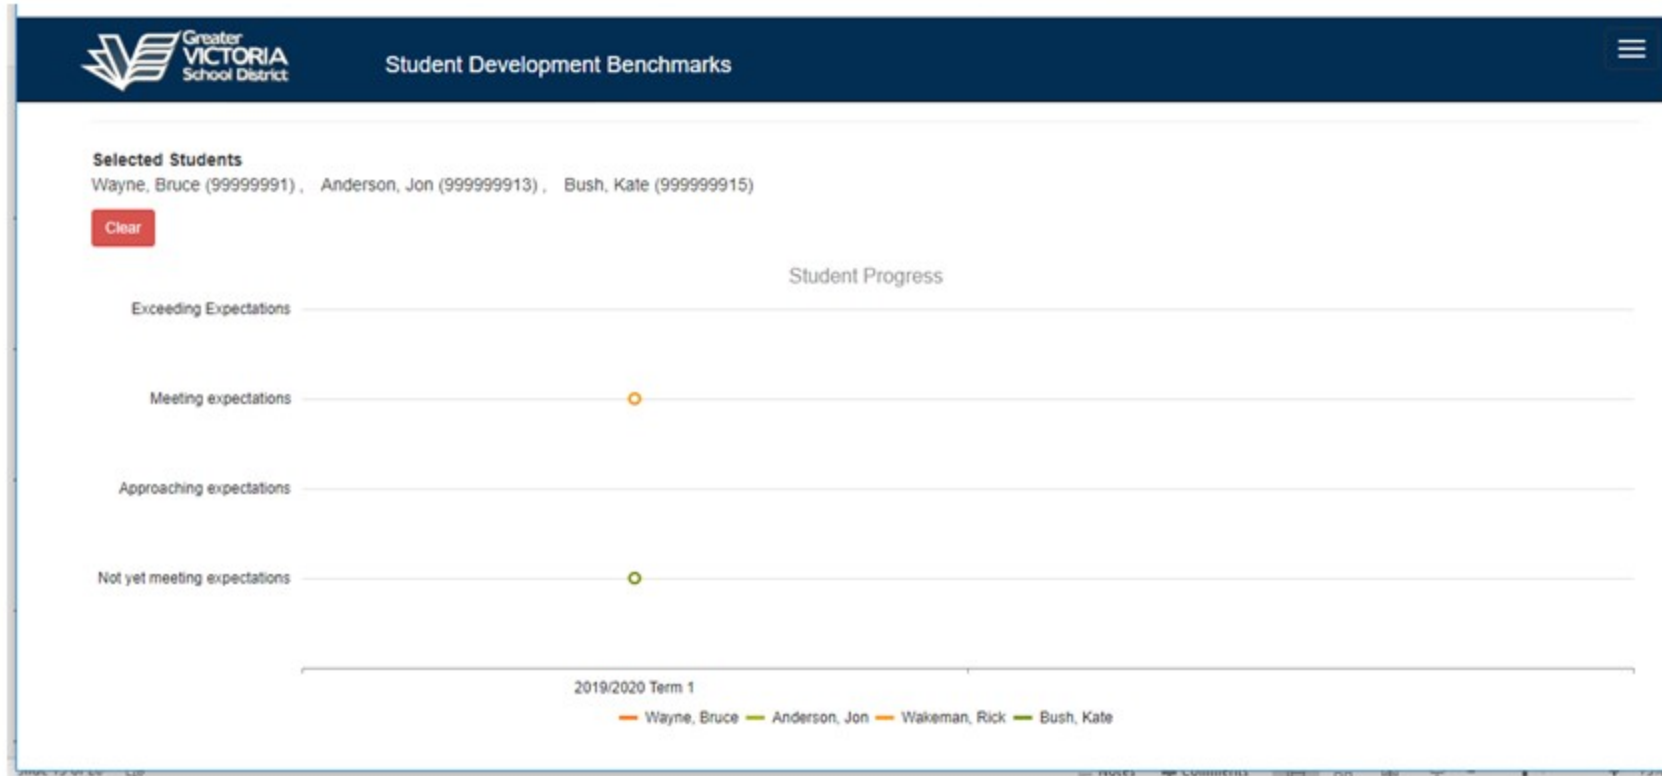 Greater
VICTORIA
School District
Student Development Benchmarks
Selected Students
Wayne, Bruce (99999991) ,   Anderson, Jon (999999913) ,   Bush, Kate (999999915)
Clear
Student Progress
Exceeding Expectations
Meeting expectations
Approaching expectations
Not yet meeting expectations
2019/2020 Term 1
Wayne, Bruce   Anderson, Jon   Wakeman, Rick   Bush, Kate